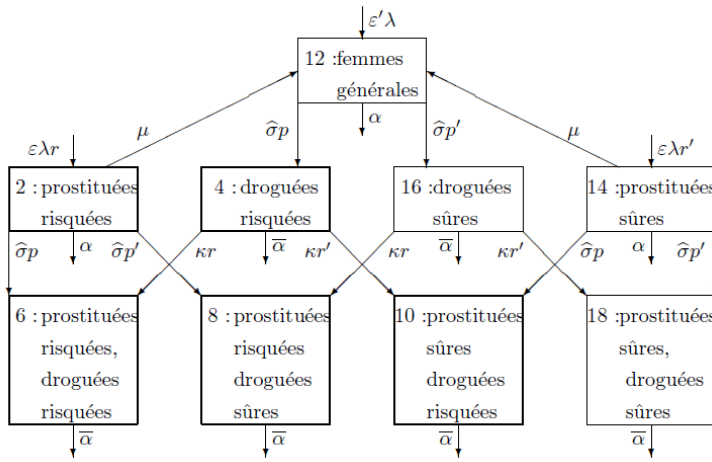 ε′λ
12 :femmes
générales
μ
σ̂p
α
σ̂p′
μ
ελr
ελr′
2 : prostituées
risquées
4 : droguées
risquées
16 : droguées
sûres
14 :prostituées
sûres
σ̂p
α
σ̂p′
κr
ᾱ
κr′
κr
ᾱ
κr′
σ̂p
α
σ̂p′
6 : prostituées
risquées,
droguées
risquées
8 : prostituées
risquées
droguées
sûres
10 :prostituées
sûres
droguées
risquées
18 :prostituées
sûres,
droguées
sûres
ᾱ
ᾱ
ᾱ
ᾱ